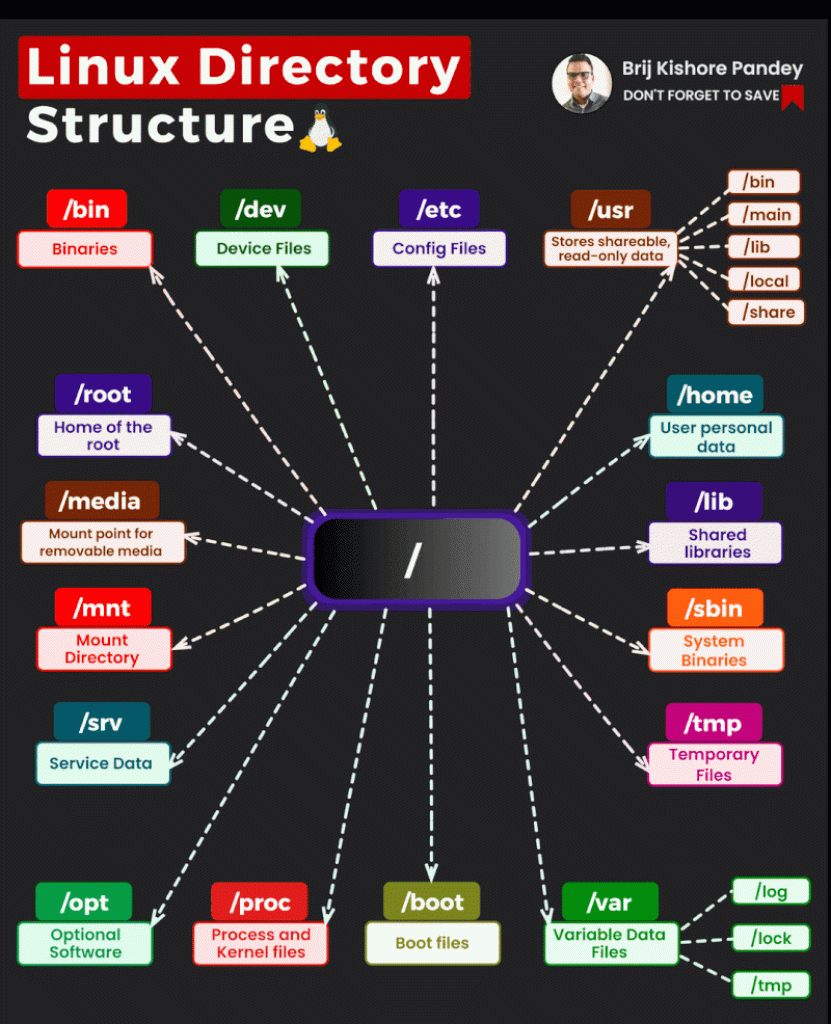 Linux Directory
Structure
Brij Kishore Pandey
DON'T FORGET TO SAVE
/bin
Binaries
/dev
Device Files
/etc
Config Files
/usr
Stores shareable,
read-only data
/bin
/main
/lib
/local
/share
/root
Home of the
root
/home
User personal
data
/media
Mount point for
removable media
/lib
Shared
libraries
/
/mnt
Mount
Directory
/sbin
System
Binaries
/srv
Service Data
/tmp
Temporary
Files
/opt
Optional
Software
/proc
Process and
Kernel files
/boot
Boot files
/var
Variable Data
Files
/log
/lock
/tmp